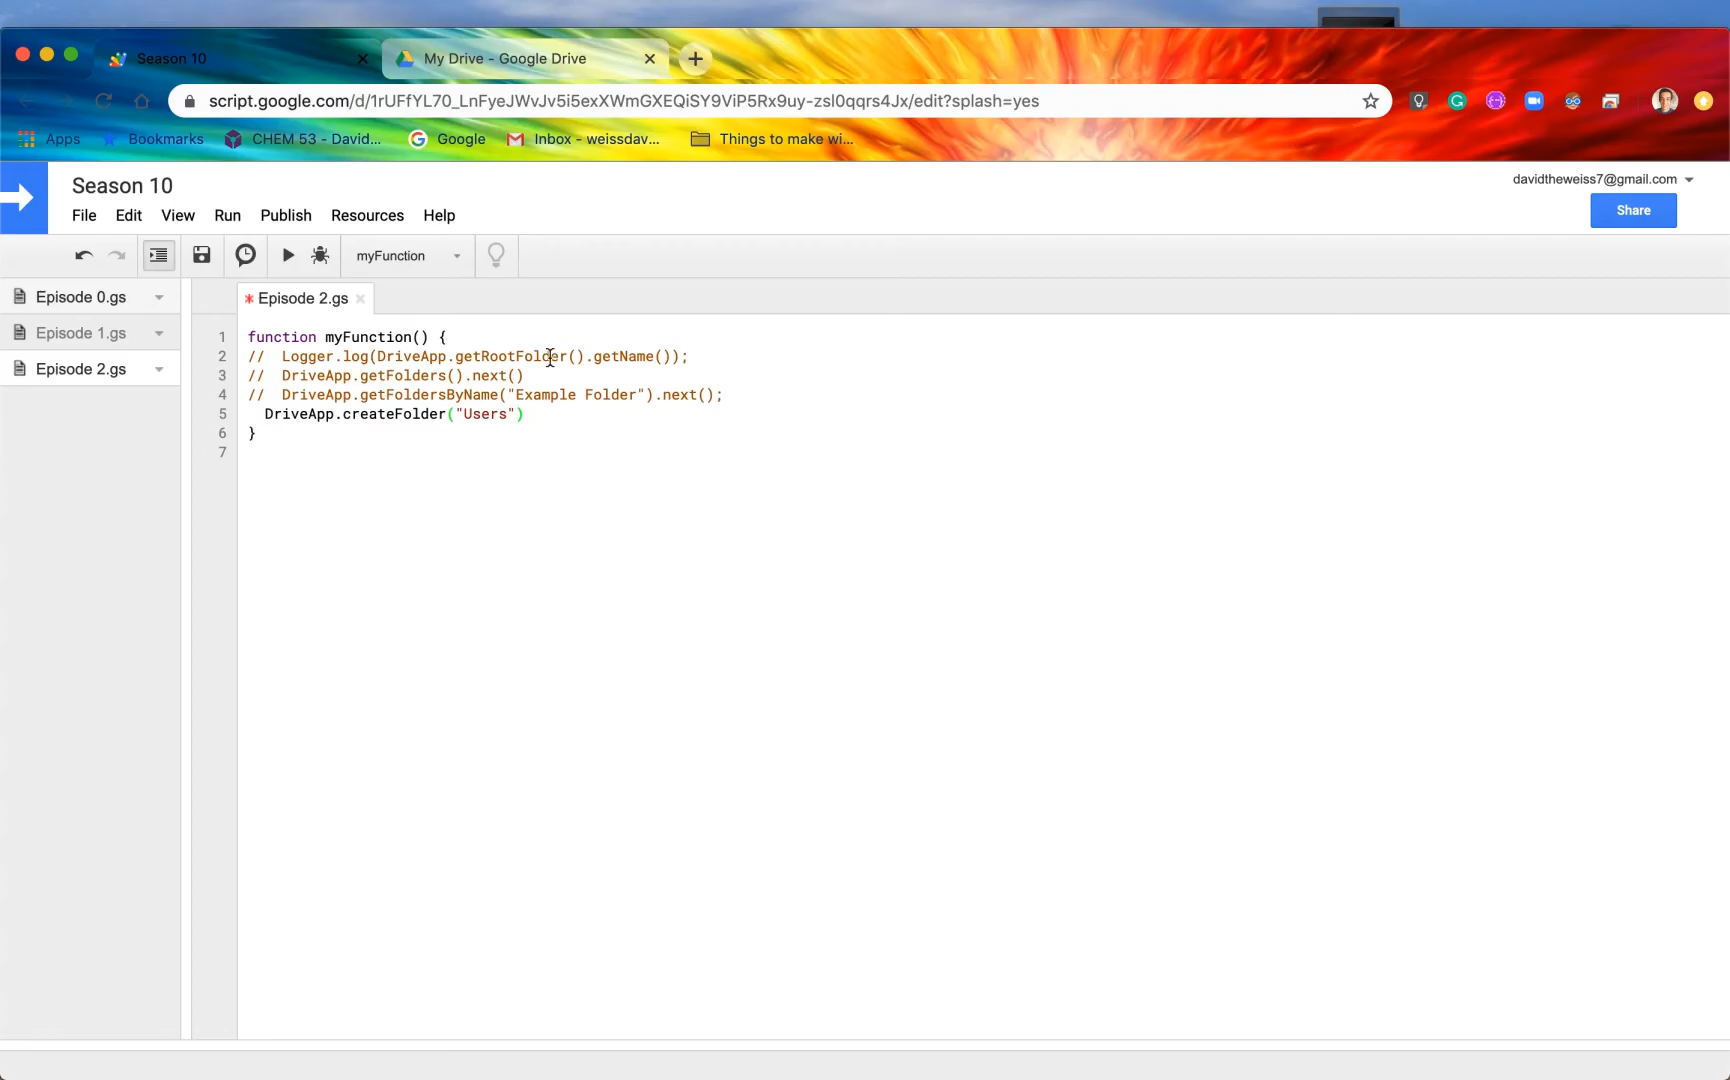 Season 10
My Drive - Google Drive
script.google.com/d/1rUFfYL70_LnFyeJWvJv5i5exXWmGXEQiSY9ViP5Rx9uy-zsl0qqrs4Jx/edit?splash=yes
Apps Bookmarks CHEM 53 - David... Google Inbox - weissdav... Things to make wi...
Season 10
davidtheweiss7@gmail.com
File Edit View Run Publish Resources Help
Share
myFunction
Episode 0.gs
Episode 1.gs
Episode 2.gs
* Episode 2.gs
1 function myFunction() {
2 //  Logger.log(DriveApp.getRootFolder().getName());
3 //  DriveApp.getFolders().next()
4 //  DriveApp.getFoldersByName("Example Folder").next();
5   DriveApp.createFolder("Users")
6 }
7